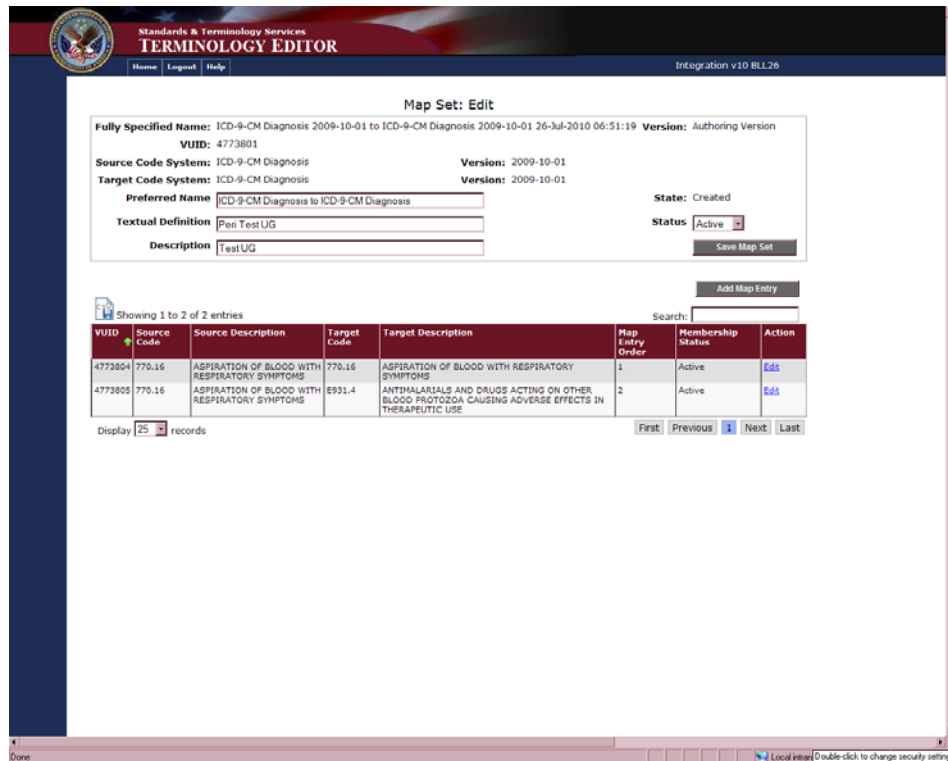 Standards & Terminology Services
TERMINOLOGY EDITOR
Home Logout Help Integration v10 BLL26
Map Set: Edit
Fully Specified Name: ICD-9-CM Diagnosis 2009-10-01 to ICD-9-CM Diagnosis 2009-10-01 26-Jul-2010 06:51:19 Version: Authoring Version
VUID: 4773801
Source Code System: ICD-9-CM Diagnosis Version: 2009-10-01
Target Code System: ICD-9-CM Diagnosis Version: 2009-10-01
Preferred Name ICD-9-CM Diagnosis to ICD-9-CM Diagnosis State: Created
Textual Definition Peri Test UG Status Active
Description Test UG Save Map Set
Add Map Entry
Showing 1 to 2 of 2 entries Search:
VUID Source Code Source Description Target Code Target Description Map Entry Order Membership Status Action
4773804 770.16 ASPIRATION OF BLOOD WITH RESPIRATORY SYMPTOMS 770.16 ASPIRATION OF BLOOD WITH RESPIRATORY SYMPTOMS 1 Active Edit
4773805 770.16 ASPIRATION OF BLOOD WITH RESPIRATORY SYMPTOMS E931.4 ANTIMALARIALS AND DRUGS ACTING ON OTHER BLOOD PROTOZOA CAUSING ADVERSE EFFECTS IN THERAPEUTIC USE 2 Active Edit
Display 25 records First Previous 1 Next Last
Done Local intran Double-click to change security setting